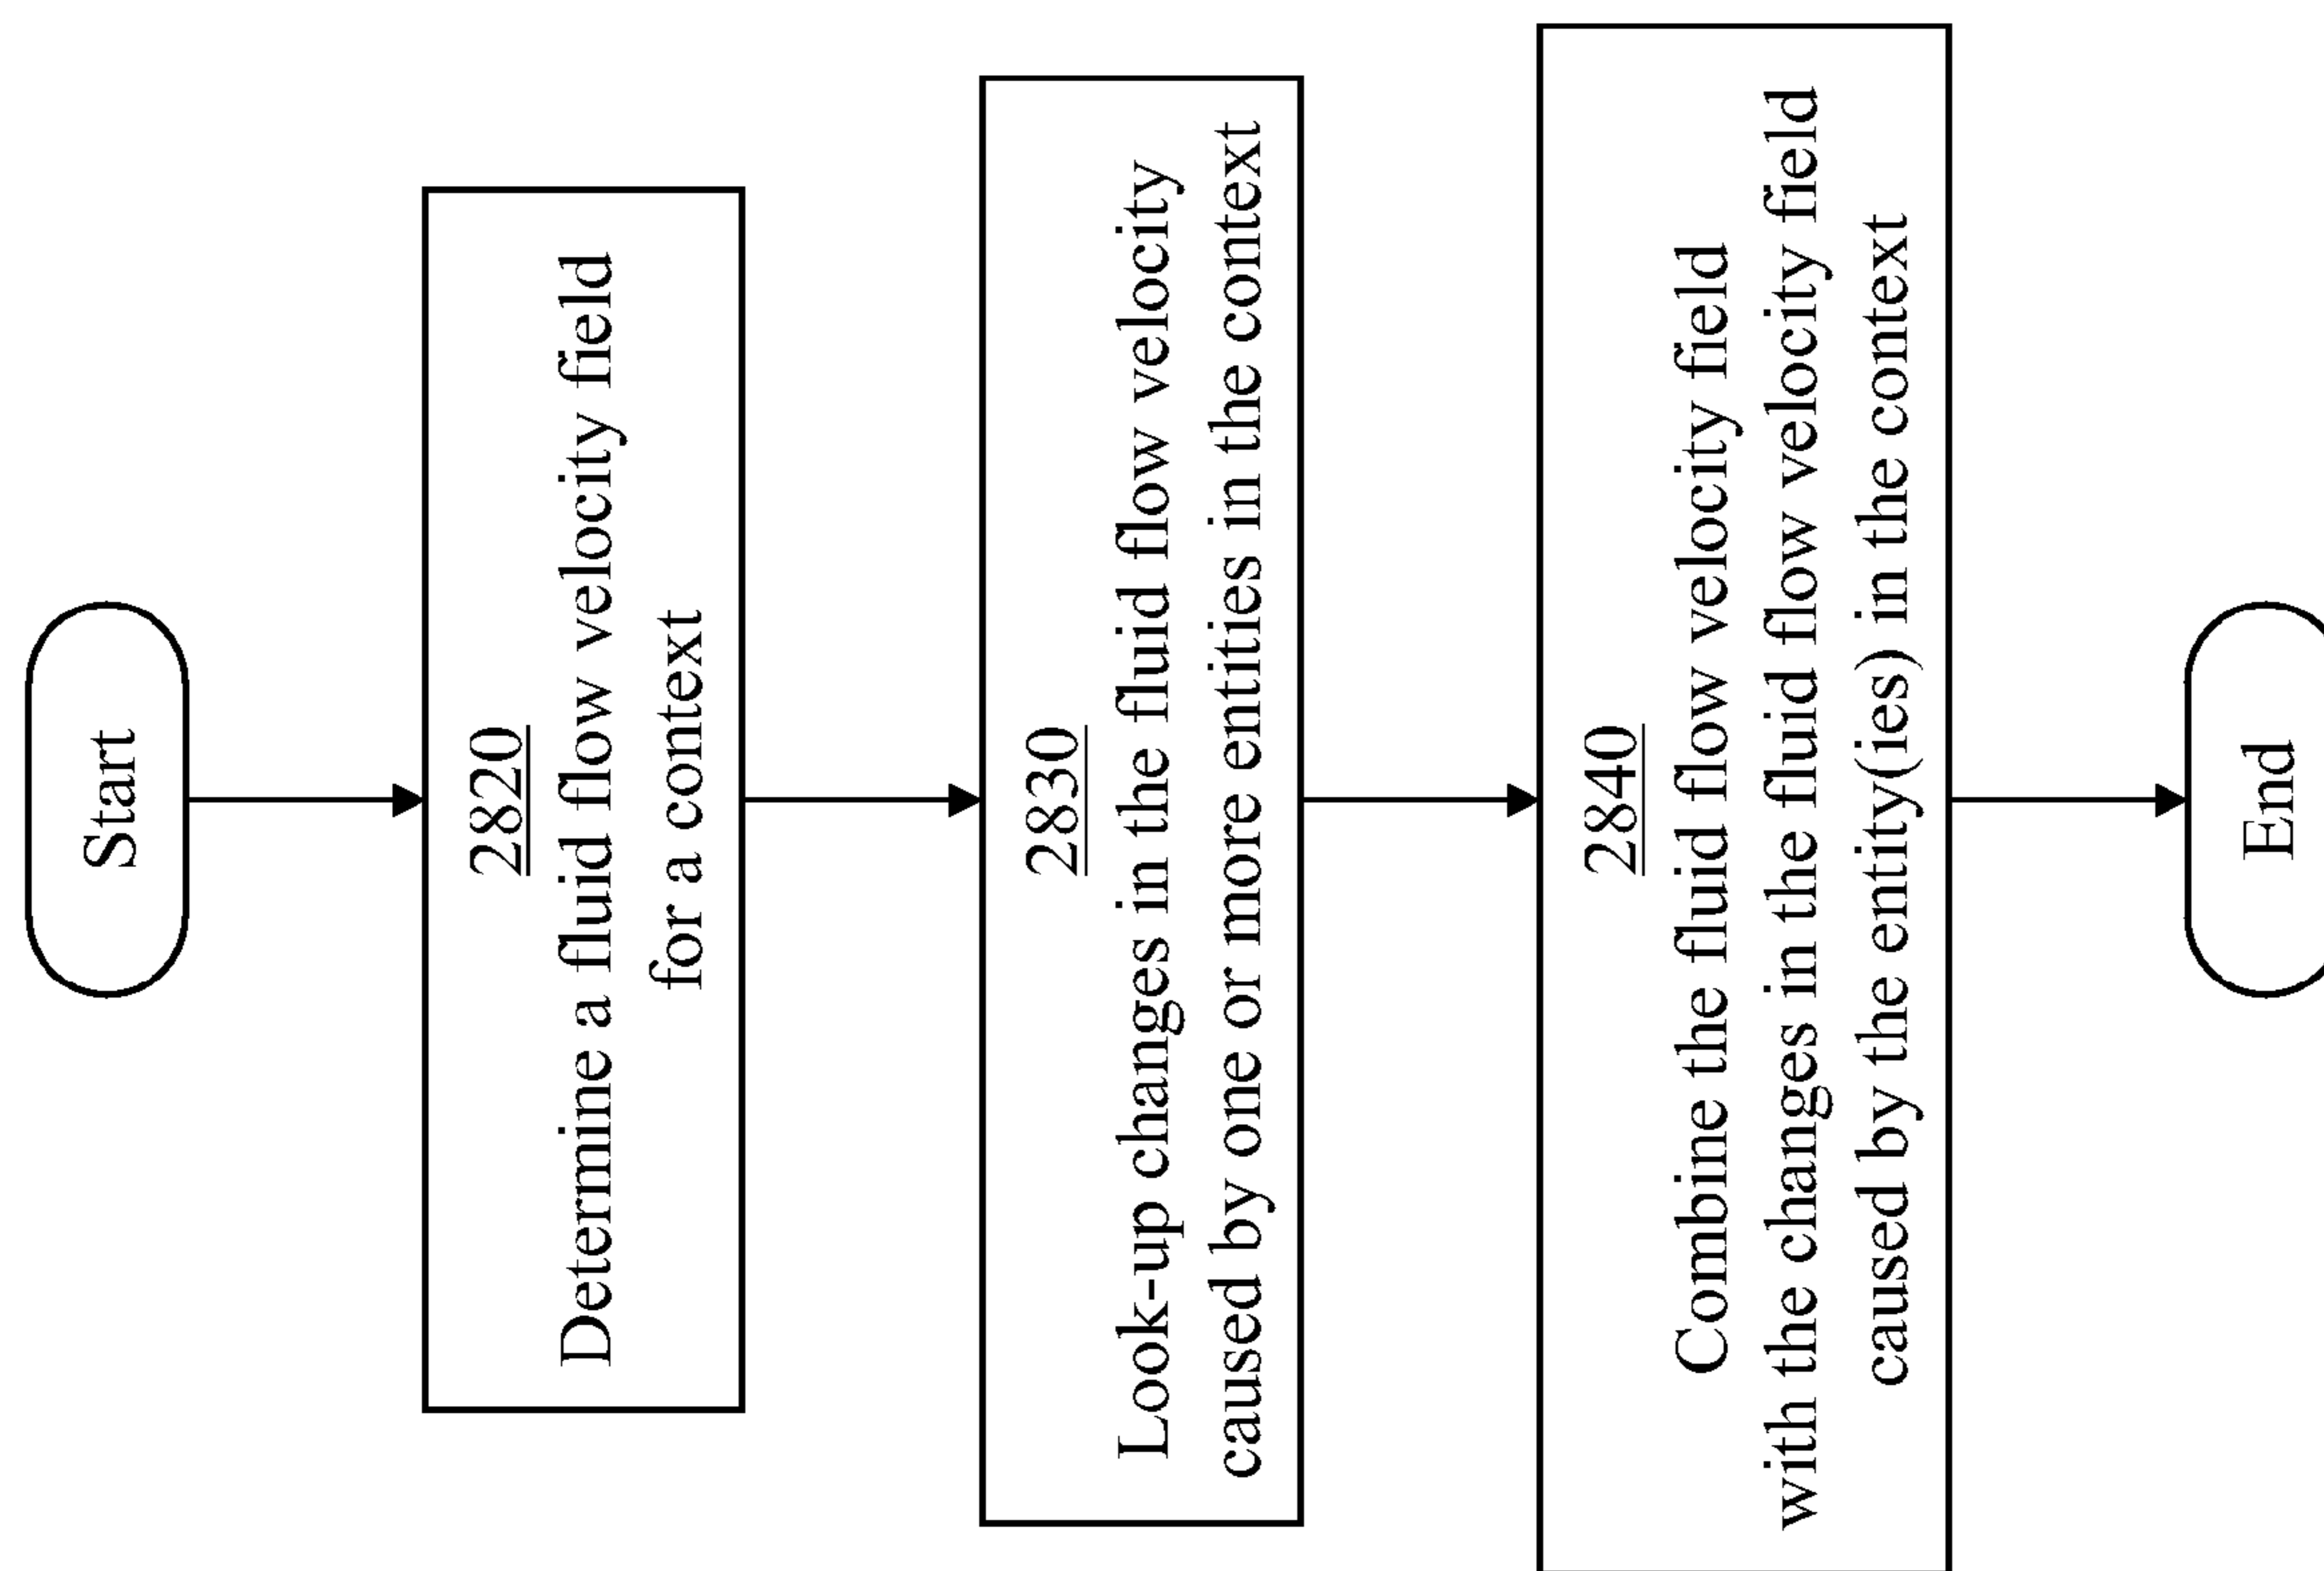 Start
2820
Determine a fluid flow velocity field
for a context
2830
Look-up changes in the fluid flow velocity
caused by one or more entities in the context
2840
Combine the fluid flow velocity field
with the changes in the fluid flow velocity field
caused by the entity(ies) in the context
End